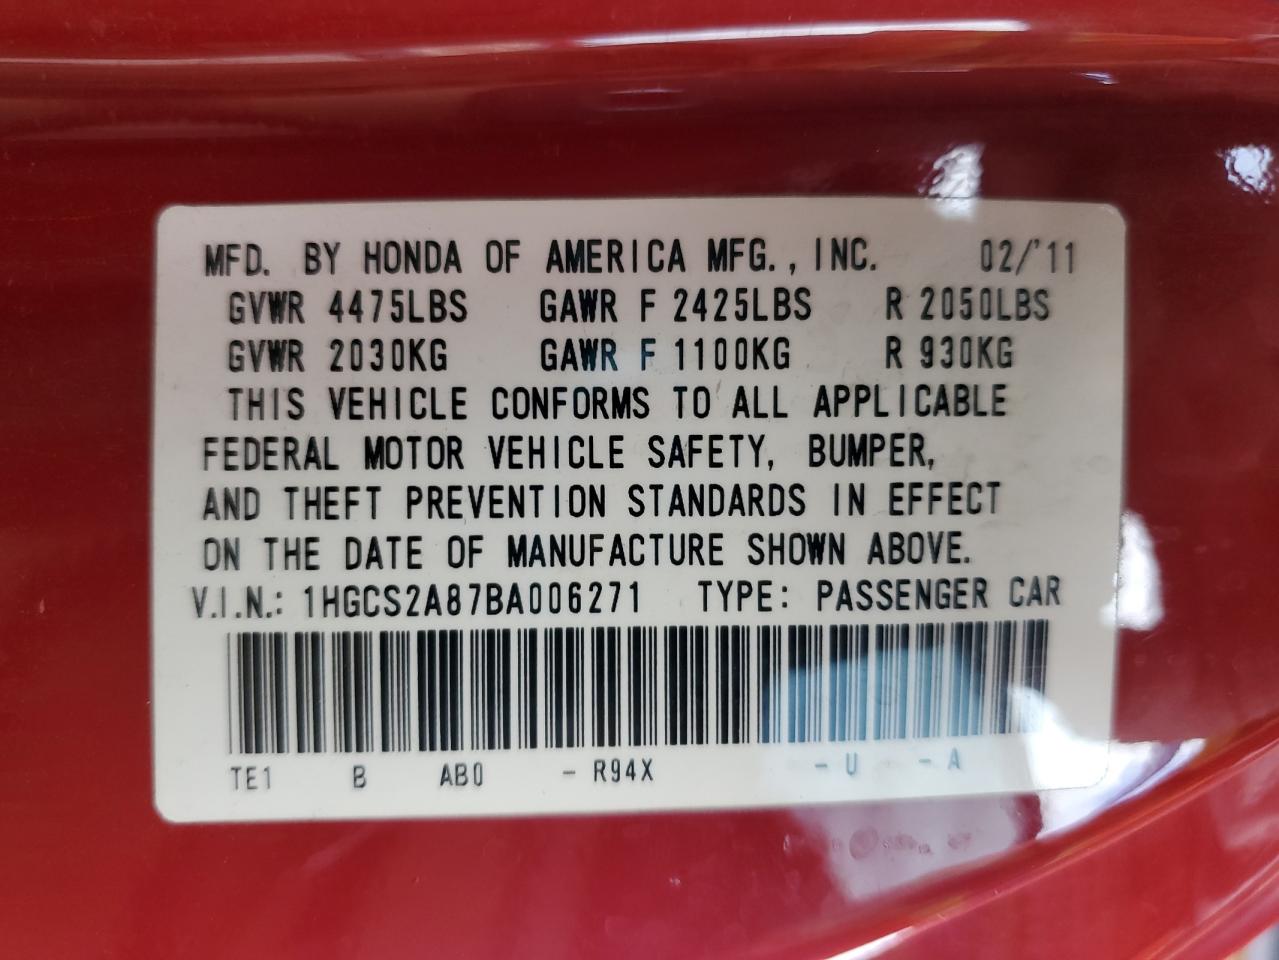 MFD. BY HONDA OF AMERICA MFG., INC. 02/'11
GVWR 4475LBS GAWR F 2425LBS R 2050LBS
GVWR 2030KG GAWR F 1100KG R 930KG
THIS VEHICLE CONFORMS TO ALL APPLICABLE
FEDERAL MOTOR VEHICLE SAFETY, BUMPER,
AND THEFT PREVENTION STANDARDS IN EFFECT
ON THE DATE OF MANUFACTURE SHOWN ABOVE.
V.I.N.: 1HGCS2A87BA006271 TYPE: PASSENGER CAR
TE1 B AB0 - R94X - U - A